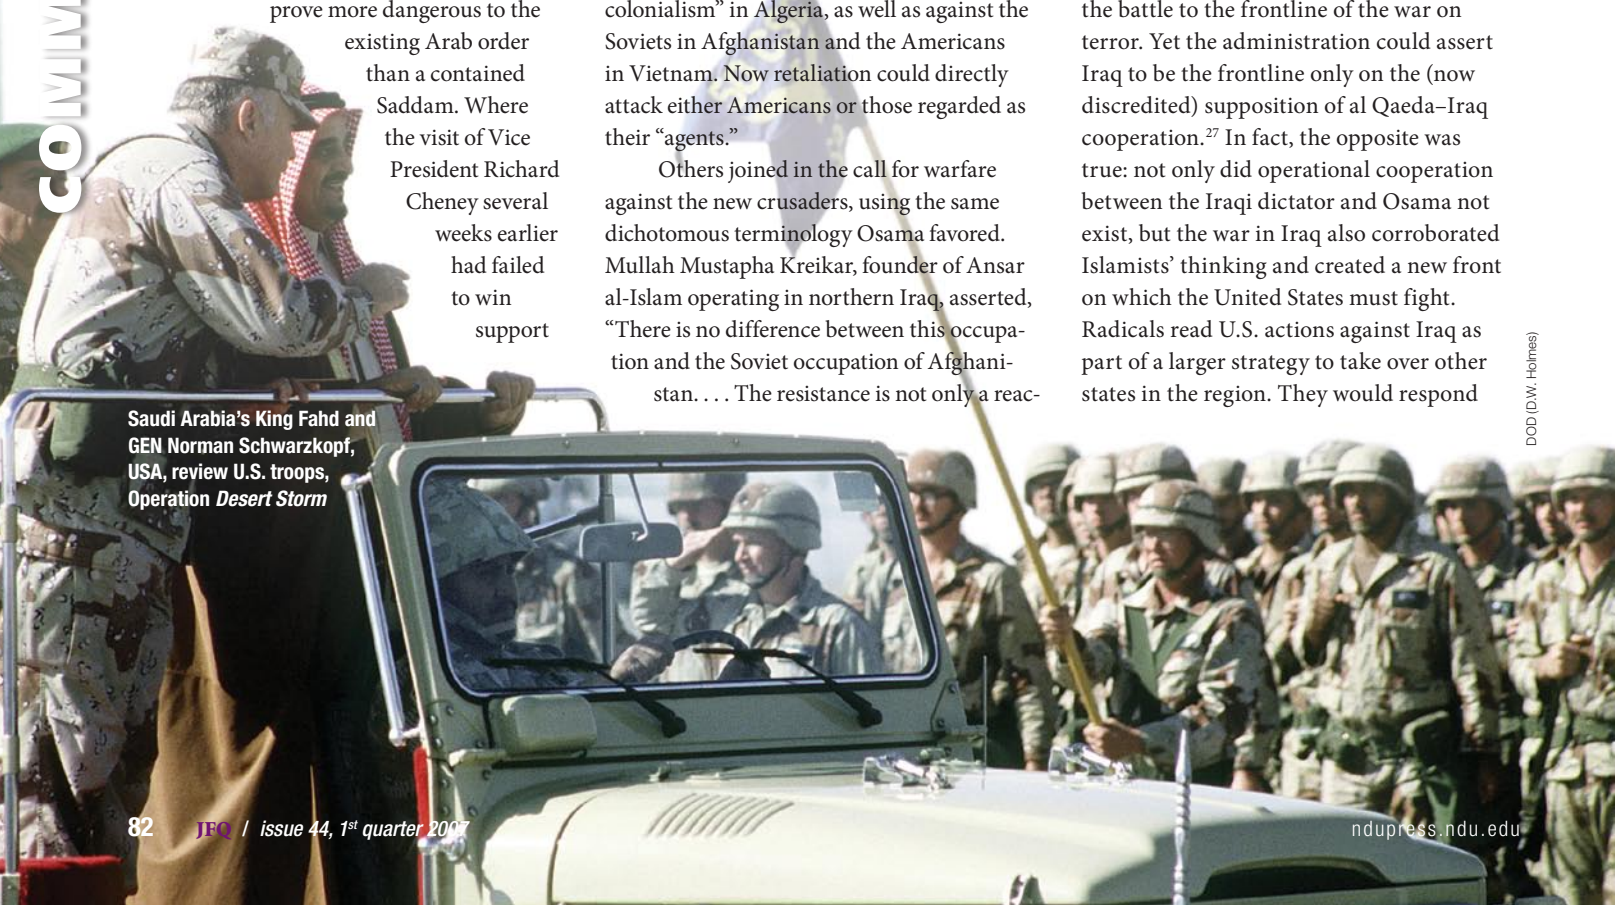 COMM
prove more dangerous to the
existing Arab order
than a contained
Saddam. Where
the visit of Vice
President Richard
Cheney several
weeks earlier
had failed
to win
support
colonialism” in Algeria, as well as against the
Soviets in Afghanistan and the Americans
in Vietnam. Now retaliation could directly
attack either Americans or those regarded as
their “agents.”
Others joined in the call for warfare
against the new crusaders, using the same
dichotomous terminology Osama favored.
Mullah Mustapha Kreikar, founder of Ansar
al-Islam operating in northern Iraq, asserted,
“There is no difference between this occupa-
tion and the Soviet occupation of Afghani-
stan. . . . The resistance is not only a reac-
the battle to the frontline of the war on
terror. Yet the administration could assert
Iraq to be the frontline only on the (now
discredited) supposition of al Qaeda–Iraq
cooperation.27 In fact, the opposite was
true: not only did operational cooperation
between the Iraqi dictator and Osama not
exist, but the war in Iraq also corroborated
Islamists’ thinking and created a new front
on which the United States must fight.
Radicals read U.S. actions against Iraq as
part of a larger strategy to take over other
states in the region. They would respond
DOD (D.W. Holmes)
Saudi Arabia’s King Fahd and
GEN Norman Schwarzkopf,
USA, review U.S. troops,
Operation Desert Storm
82 JFQ / issue 44, 1st quarter 2007
ndupress.ndu.edu